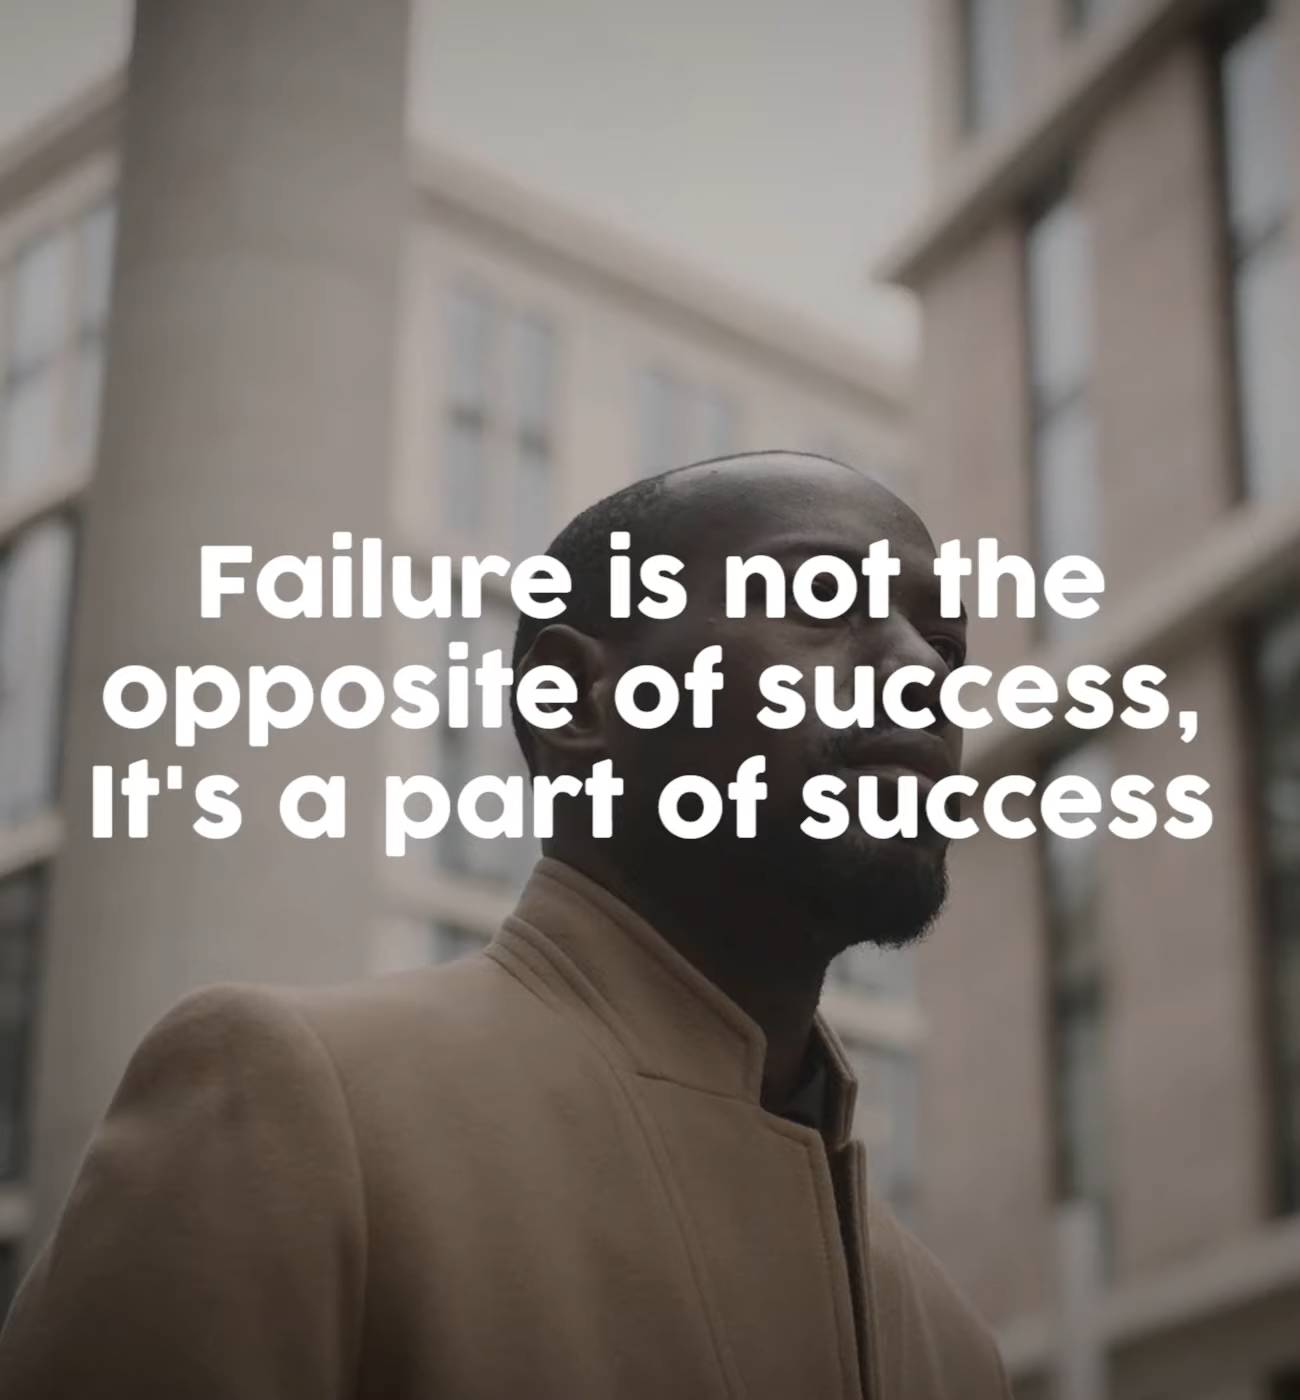 Failure is not the
opposite of success,
It's a part of success